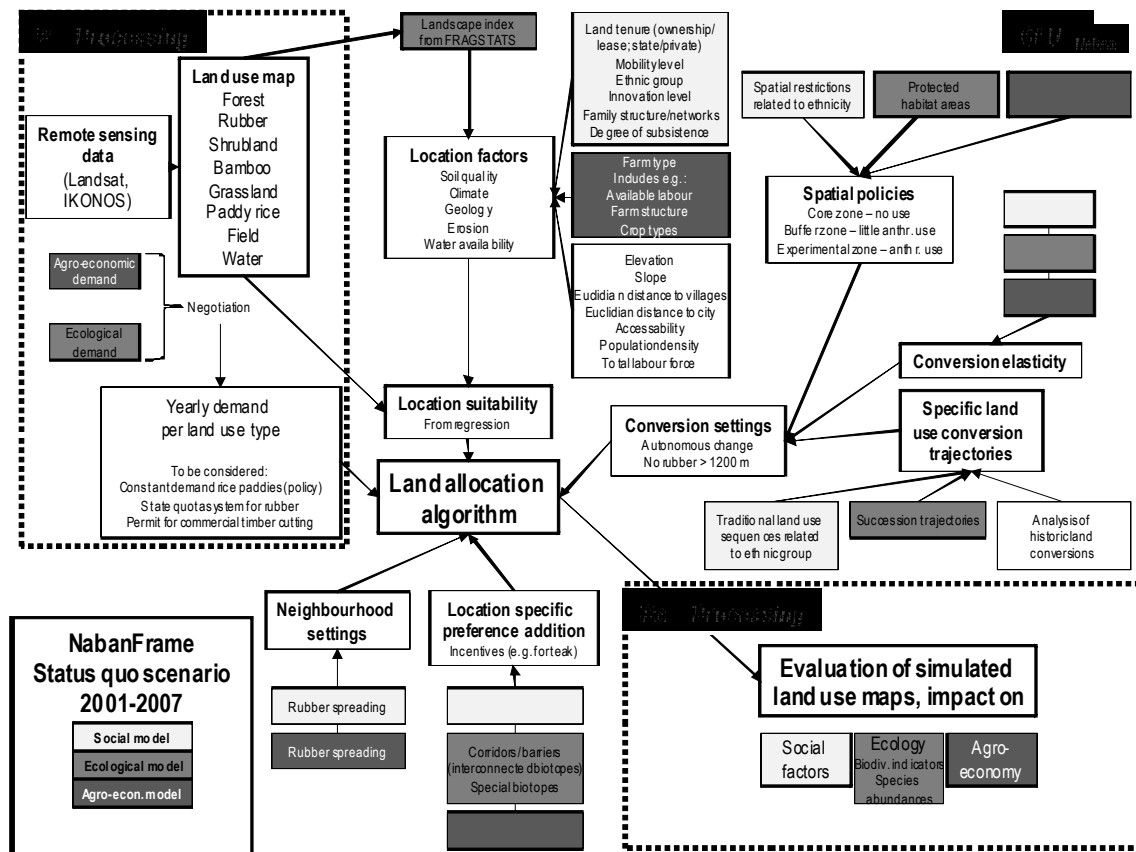 Processing
Landscape index
from FRAGSTATS
Land use map
Forest
Rubber
Shrubland
Bamboo
Grassland
Paddy rice
Field
Water
Remote sensing
data
(Landsat,
IKONOS)
Agro-economic
demand
Negotiation
Ecological
demand
Yearly demand
per land use type
To be considered:
Constant demand rice paddies (policy)
State quota system for rubber
Permit for commercial timber cutting
Location factors
Soil quality
Climate
Geology
Erosion
Water availability
Land tenure (ownership/
lease; state/private)
Mobility level
Ethnic group
Innovation level
Family structure/networks
Degree of subsistence
Farm type
Includes e.g.:
Available labour
Farm structure
Crop types
Elevation
Slope
Euclidian distance to villages
Euclidian distance to city
Accessability
Population density
Total labour force
Spatial restrictions
related to ethnicity
Protected
habitat areas
Spatial policies
Core zone – no use
Buffer zone – little anthr. use
Experimental zone – anthr. use
Conversion elasticity
Location suitability
From regression
Conversion settings
Autonomous change
No rubber > 1200 m
Specific land
use conversion
trajectories
Land allocation
algorithm
Traditional land use
sequences related
to ethnic group
Succession trajectories
Analysis of
historic land
conversions
Neighbourhood
settings
Rubber spreading
Rubber spreading
Location specific
preference addition
Incentives (e.g. for teak)
Corridors/barriers
(interconnected biotopes)
Special biotopes
Processing
Evaluation of simulated
land use maps, impact on
Social
factors
Ecology
Biodiv. indicators
Species
abundances
Agro-
economy
NabanFrame
Status quo scenario
2001-2007
Social model
Ecological model
Agro-econ. model